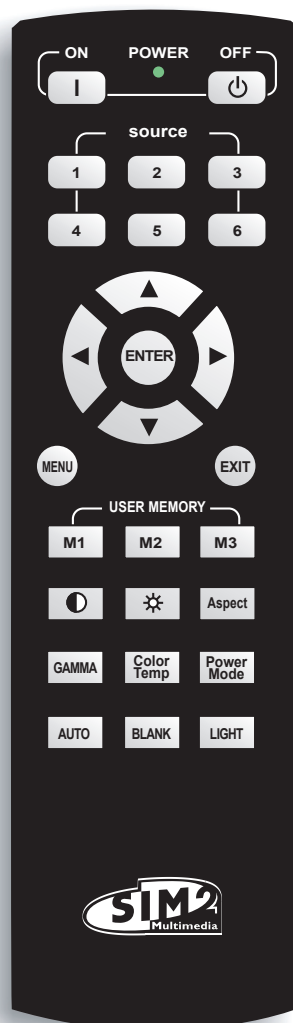 ON POWER OFF
I
source
1 2 3
4 5 6
ENTER
MENU EXIT
USER MEMORY
M1 M2 M3
Aspect
GAMMA Color Temp Power Mode
AUTO BLANK LIGHT
SIM2
Multimedia